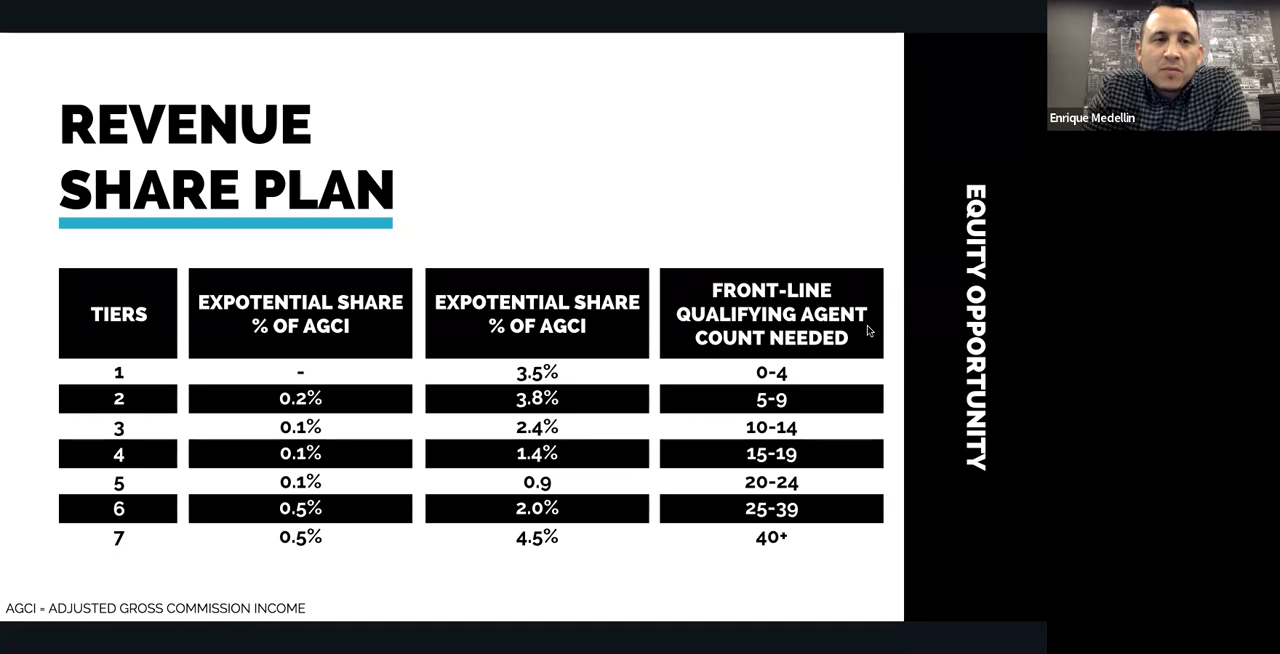 REVENUE
SHARE PLAN
TIERS
EXPOTENTIAL SHARE
% OF AGCI
EXPOTENTIAL SHARE
% OF AGCI
FRONT-LINE
QUALIFYING AGENT
COUNT NEEDED
1 - 3.5% 0-4
2 0.2% 3.8% 5-9
3 0.1% 2.4% 10-14
4 0.1% 1.4% 15-19
5 0.1% 0.9 20-24
6 0.5% 2.0% 25-39
7 0.5% 4.5% 40+
AGCI = ADJUSTED GROSS COMMISSION INCOME
EQUITY OPPORTUNITY
Enrique Medellin